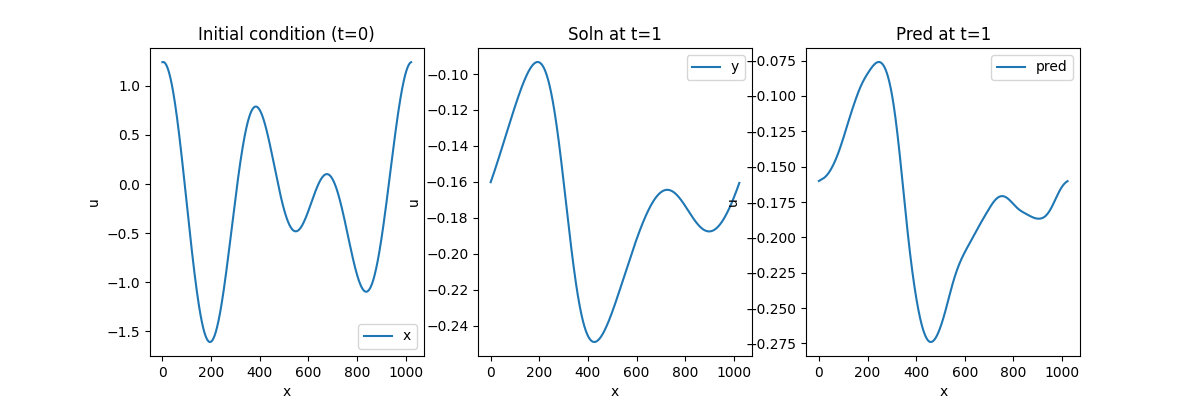 Initial condition (t=0)
1.0
0.5
0.0
−0.5
−1.0
−1.5
u
0 200 400 600 800 1000
x
x
Soln at t=1
−0.10
−0.12
−0.14
−0.16
−0.18
−0.20
−0.22
−0.24
u
0 200 400 600 800 1000
x
y
Pred at t=1
−0.075
−0.100
−0.125
−0.150
−0.175
−0.200
−0.225
−0.250
−0.275
u
0 200 400 600 800 1000
x
pred